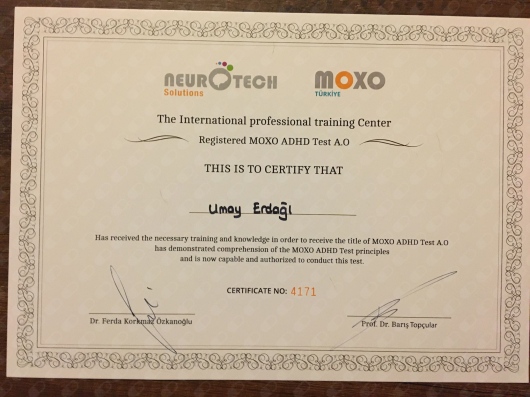 NEUROTECH
Solutions
MOXO
TÜRKİYE
The International professional training Center
Registered MOXO ADHD Test A.O
THIS IS TO CERTIFY THAT
Umay Erdağı
Has received the necessary training and knowledge in order to receive the title of MOXO ADHD Test A.O
has demonstrated comprehension of the MOXO ADHD Test principles
and is now capable and authorized to conduct this test.
CERTIFICATE NO: 4171
Dr. Ferda Korkmaz Özkanoğlu
Prof. Dr. Barış Topçular